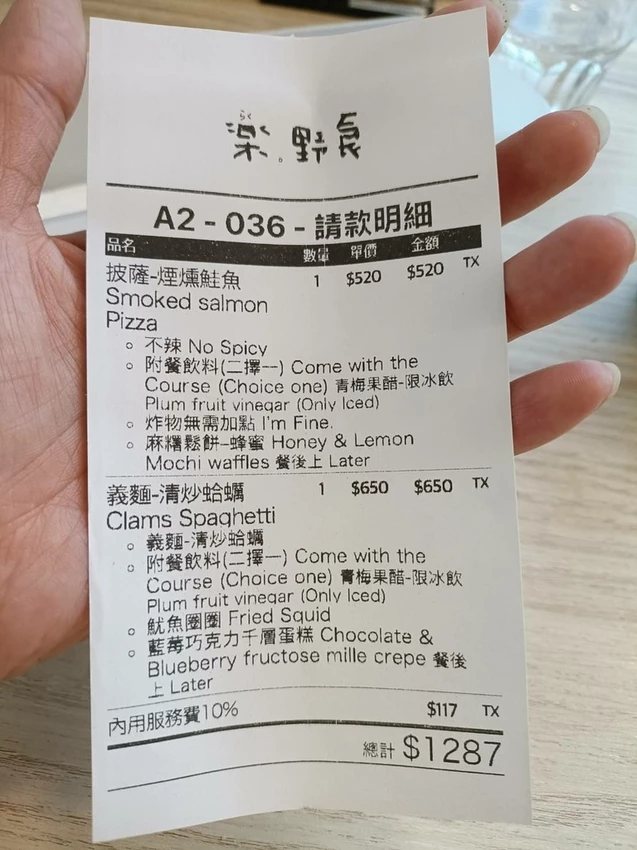 らく
楽。野食
A2 - 036 - 請款明細
品名 數量 單價 金額
披薩-煙燻鮭魚 1 $520 $520 TX
Smoked salmon
Pizza
不辣 No Spicy
附餐飲料(二擇一) Come with the
Course (Choice one) 青梅果醋-限冰飲
Plum fruit vinegar (Only Iced)
炸物無需加點 I'm Fine.
麻糬鬆餅-蜂蜜 Honey & Lemon
Mochi waffles 餐後上 Later
義麵-清炒蛤蠣 1 $650 $650 TX
Clams Spaghetti
義麵-清炒蛤蠣
附餐飲料(二擇一) Come with the
Course (Choice one) 青梅果醋-限冰飲
Plum fruit vinegar (Only Iced)
魷魚圈圈 Fried Squid
藍莓巧克力千層蛋糕 Chocolate &
Blueberry fructose mille crepe 餐後
上 Later
內用服務費10% $117 TX
總計 $1287